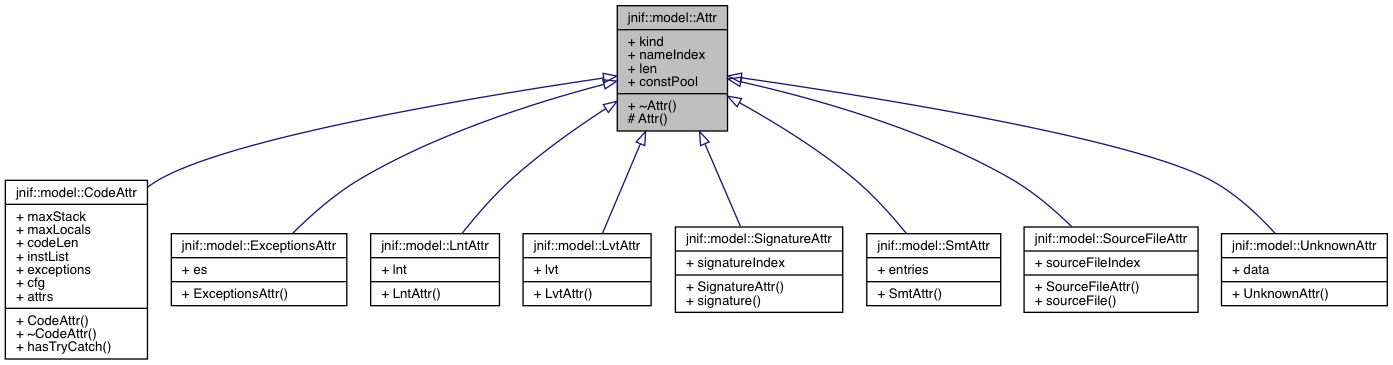 jnif::model::Attr
+ kind
+ nameIndex
+ len
+ constPool
+ ~Attr()
# Attr()
jnif::model::CodeAttr
+ maxStack
+ maxLocals
+ codeLen
+ instList
+ exceptions
+ cfg
+ attrs
+ CodeAttr()
+ ~CodeAttr()
+ hasTryCatch()
jnif::model::ExceptionsAttr
+ es
+ ExceptionsAttr()
jnif::model::LntAttr
+ lnt
+ LntAttr()
jnif::model::LvtAttr
+ lvt
+ LvtAttr()
jnif::model::SignatureAttr
+ signatureIndex
+ SignatureAttr()
+ signature()
jnif::model::SmtAttr
+ entries
+ SmtAttr()
jnif::model::SourceFileAttr
+ sourceFileIndex
+ SourceFileAttr()
+ sourceFile()
jnif::model::UnknownAttr
+ data
+ UnknownAttr()